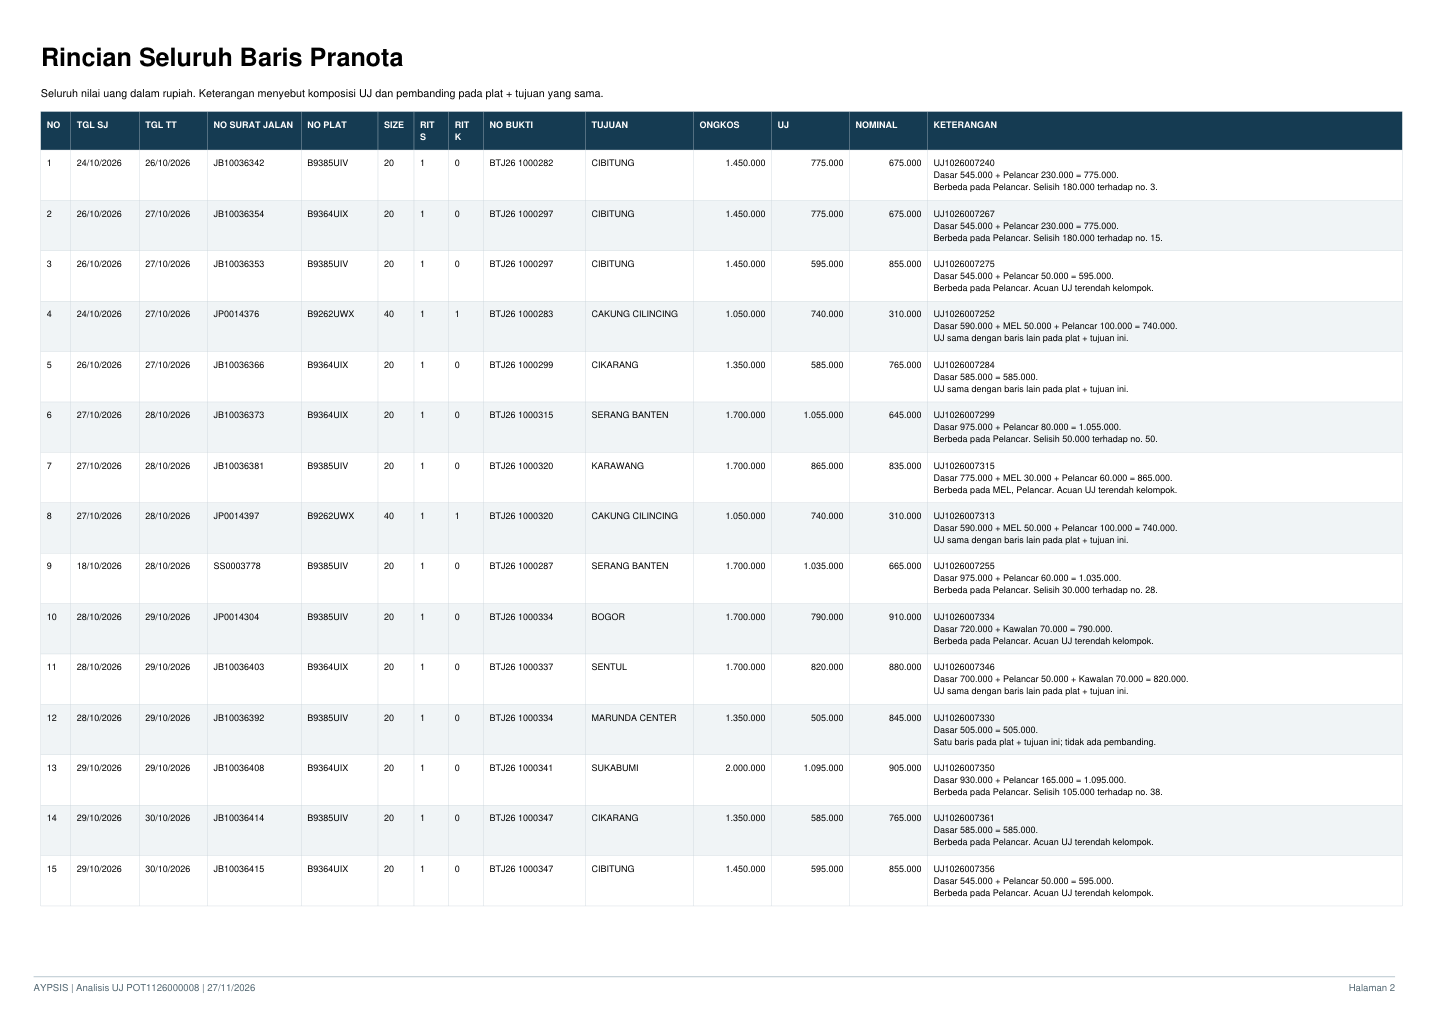 Rincian Seluruh Baris Pranota
Seluruh nilai uang dalam rupiah. Keterangan menyebut komposisi UJ dan pembanding pada plat + tujuan yang sama.
NO TGL SJ TGL TT NO SURAT JALAN NO PLAT SIZE RIT S RIT K NO BUKTI TUJUAN ONGKOS UJ NOMINAL KETERANGAN
1 24/10/2026 26/10/2026 JB10036342 B9385UIV 20 1 0 BTJ26 1000282 CIBITUNG 1.450.000 775.000 675.000 UJ1026007240
Dasar 545.000 + Pelancar 230.000 = 775.000.
Berbeda pada Pelancar. Selisih 180.000 terhadap no. 3.
2 26/10/2026 27/10/2026 JB10036354 B9364UIX 20 1 0 BTJ26 1000297 CIBITUNG 1.450.000 775.000 675.000 UJ1026007267
Dasar 545.000 + Pelancar 230.000 = 775.000.
Berbeda pada Pelancar. Selisih 180.000 terhadap no. 15.
3 26/10/2026 27/10/2026 JB10036353 B9385UIV 20 1 0 BTJ26 1000297 CIBITUNG 1.450.000 595.000 855.000 UJ1026007275
Dasar 545.000 + Pelancar 50.000 = 595.000.
Berbeda pada Pelancar. Acuan UJ terendah kelompok.
4 24/10/2026 27/10/2026 JP0014376 B9262UWX 40 1 1 BTJ26 1000283 CAKUNG CILINCING 1.050.000 740.000 310.000 UJ1026007252
Dasar 590.000 + MEL 50.000 + Pelancar 100.000 = 740.000.
UJ sama dengan baris lain pada plat + tujuan ini.
5 26/10/2026 27/10/2026 JB10036366 B9385UIV 20 1 0 BTJ26 1000299 CIKARANG 1.350.000 585.000 765.000 UJ1026007284
Dasar 585.000 = 585.000.
UJ sama dengan baris lain pada plat + tujuan ini.
6 27/10/2026 28/10/2026 JB10036373 B9364UIX 20 1 0 BTJ26 1000315 SERANG BANTEN 1.700.000 1.055.000 645.000 UJ1026007299
Dasar 975.000 + Pelancar 80.000 = 1.055.000.
Berbeda pada Pelancar. Selisih 50.000 terhadap no. 50.
7 27/10/2026 28/10/2026 JB10036381 B9385UIV 20 1 0 BTJ26 1000320 KARAWANG 1.700.000 865.000 835.000 UJ1026007315
Dasar 775.000 + MEL 30.000 + Pelancar 60.000 = 865.000.
Berbeda pada MEL, Pelancar. Acuan UJ terendah kelompok.
8 27/10/2026 28/10/2026 JP0014397 B9262UWX 40 1 1 BTJ26 1000320 CAKUNG CILINCING 1.050.000 740.000 310.000 UJ1026007313
Dasar 590.000 + MEL 50.000 + Pelancar 100.000 = 740.000.
UJ sama dengan baris lain pada plat + tujuan ini.
9 18/10/2026 28/10/2026 SS0003778 B9385UIV 20 1 0 BTJ26 1000287 SERANG BANTEN 1.700.000 1.035.000 665.000 UJ1026007255
Dasar 975.000 + Pelancar 60.000 = 1.035.000.
Berbeda pada Pelancar. Selisih 30.000 terhadap no. 28.
10 28/10/2026 29/10/2026 JP0014304 B9385UIV 20 1 0 BTJ26 1000334 BOGOR 1.700.000 790.000 910.000 UJ1026007334
Dasar 720.000 + Kawalan 70.000 = 790.000.
Berbeda pada Pelancar. Acuan UJ terendah kelompok.
11 28/10/2026 29/10/2026 JB10036403 B9364UIX 20 1 0 BTJ26 1000337 SENTUL 1.700.000 820.000 880.000 UJ1026007346
Dasar 700.000 + Pelancar 50.000 + Kawalan 70.000 = 820.000.
UJ sama dengan baris lain pada plat + tujuan ini.
12 28/10/2026 29/10/2026 JB10036392 B9385UIV 20 1 0 BTJ26 1000334 MARUNDA CENTER 1.350.000 505.000 845.000 UJ1026007330
Dasar 505.000 = 505.000.
Satu baris pada plat + tujuan ini; tidak ada pembanding.
13 29/10/2026 29/10/2026 JB10036408 B9364UIX 20 1 0 BTJ26 1000341 SUKABUMI 2.000.000 1.095.000 905.000 UJ1026007350
Dasar 930.000 + Pelancar 165.000 = 1.095.000.
Berbeda pada Pelancar. Selisih 105.000 terhadap no. 38.
14 29/10/2026 30/10/2026 JB10036414 B9385UIV 20 1 0 BTJ26 1000347 CIKARANG 1.350.000 585.000 765.000 UJ1026007361
Dasar 585.000 = 585.000.
Berbeda pada Pelancar. Acuan UJ terendah kelompok.
15 29/10/2026 30/10/2026 JB10036415 B9364UIX 20 1 0 BTJ26 1000347 CIBITUNG 1.450.000 595.000 855.000 UJ1026007356
Dasar 545.000 + Pelancar 50.000 = 595.000.
Berbeda pada Pelancar. Acuan UJ terendah kelompok.
AYPSIS | Analisis UJ POT1126000008 | 27/11/2026 Halaman 2